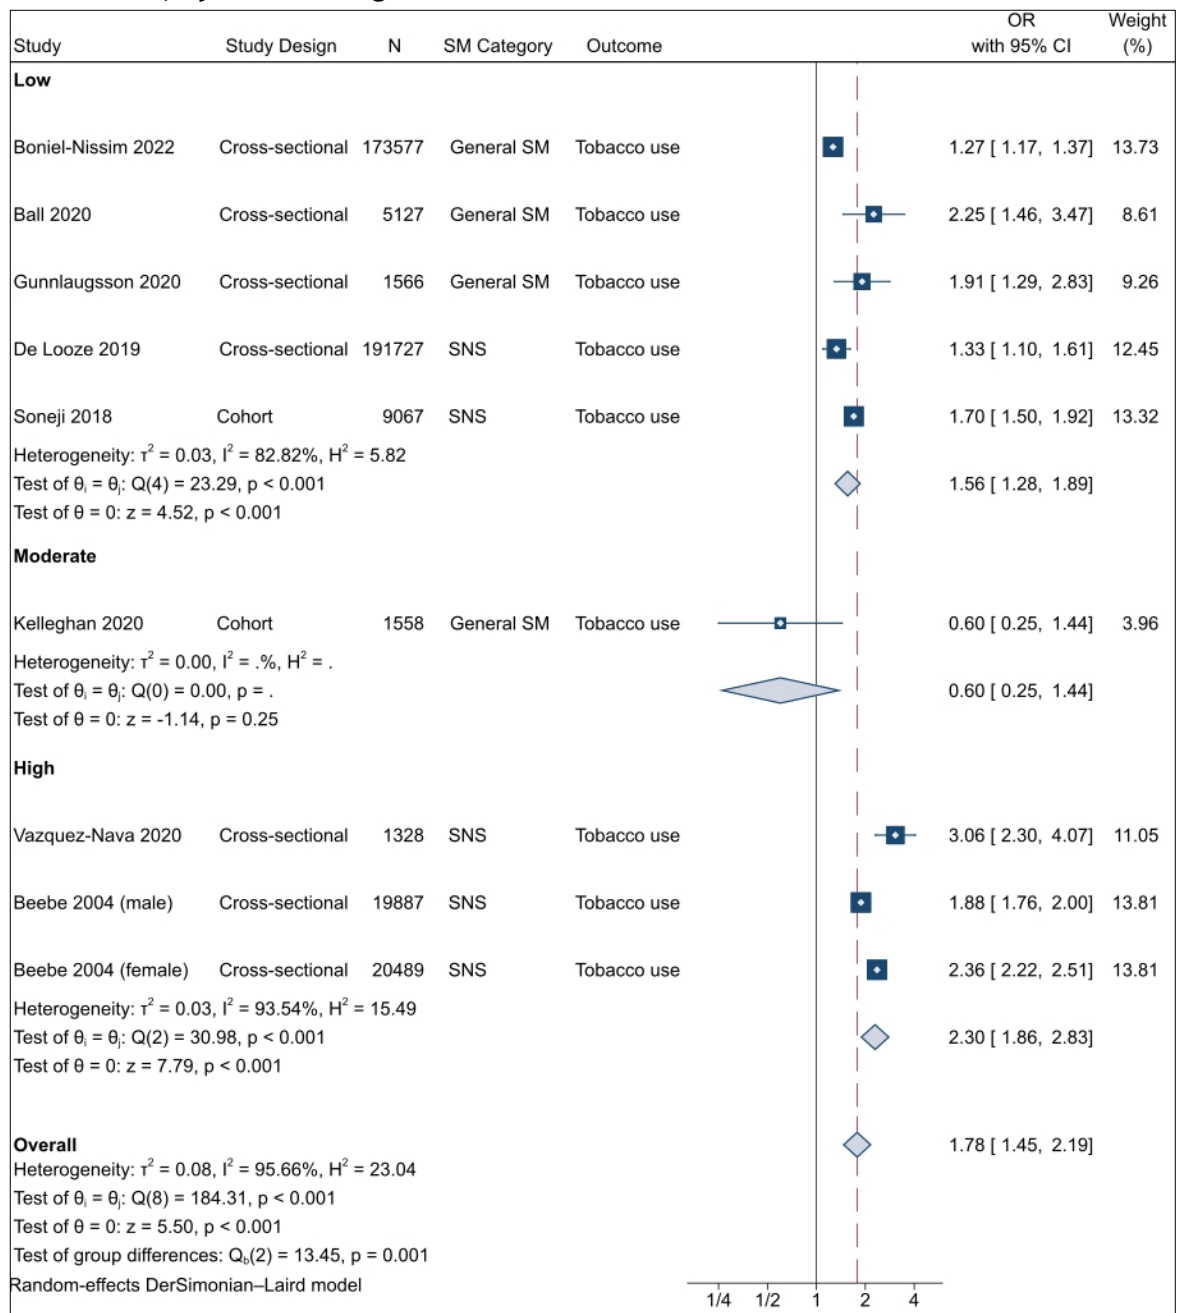 OR Weight
Study Study Design N SM Category Outcome with 95% CI (%)
Low
Boniel-Nissim 2022 Cross-sectional 173577 General SM Tobacco use 1.27 [ 1.17, 1.37] 13.73
Ball 2020 Cross-sectional 5127 General SM Tobacco use 2.25 [ 1.46, 3.47] 8.61
Gunnlaugsson 2020 Cross-sectional 1566 General SM Tobacco use 1.91 [ 1.29, 2.83] 9.26
De Looze 2019 Cross-sectional 191727 SNS Tobacco use 1.33 [ 1.10, 1.61] 12.45
Soneji 2018 Cohort 9067 SNS Tobacco use 1.70 [ 1.50, 1.92] 13.32
Heterogeneity: τ² = 0.03, I² = 82.82%, H² = 5.82
Test of θᵢ = θⱼ: Q(4) = 23.29, p < 0.001 1.56 [ 1.28, 1.89]
Test of θ = 0: z = 4.52, p < 0.001
Moderate
Kelleghan 2020 Cohort 1558 General SM Tobacco use 0.60 [ 0.25, 1.44] 3.96
Heterogeneity: τ² = 0.00, I² = .%, H² = .
Test of θᵢ = θⱼ: Q(0) = 0.00, p = . 0.60 [ 0.25, 1.44]
Test of θ = 0: z = -1.14, p = 0.25
High
Vazquez-Nava 2020 Cross-sectional 1328 SNS Tobacco use 3.06 [ 2.30, 4.07] 11.05
Beebe 2004 (male) Cross-sectional 19887 SNS Tobacco use 1.88 [ 1.76, 2.00] 13.81
Beebe 2004 (female) Cross-sectional 20489 SNS Tobacco use 2.36 [ 2.22, 2.51] 13.81
Heterogeneity: τ² = 0.03, I² = 93.54%, H² = 15.49
Test of θᵢ = θⱼ: Q(2) = 30.98, p < 0.001 2.30 [ 1.86, 2.83]
Test of θ = 0: z = 7.79, p < 0.001
Overall 1.78 [ 1.45, 2.19]
Heterogeneity: τ² = 0.08, I² = 95.66%, H² = 23.04
Test of θᵢ = θⱼ: Q(8) = 184.31, p < 0.001
Test of θ = 0: z = 5.50, p < 0.001
Test of group differences: Q_b(2) = 13.45, p = 0.001
Random-effects DerSimonian–Laird model
1/4 1/2 1 2 4